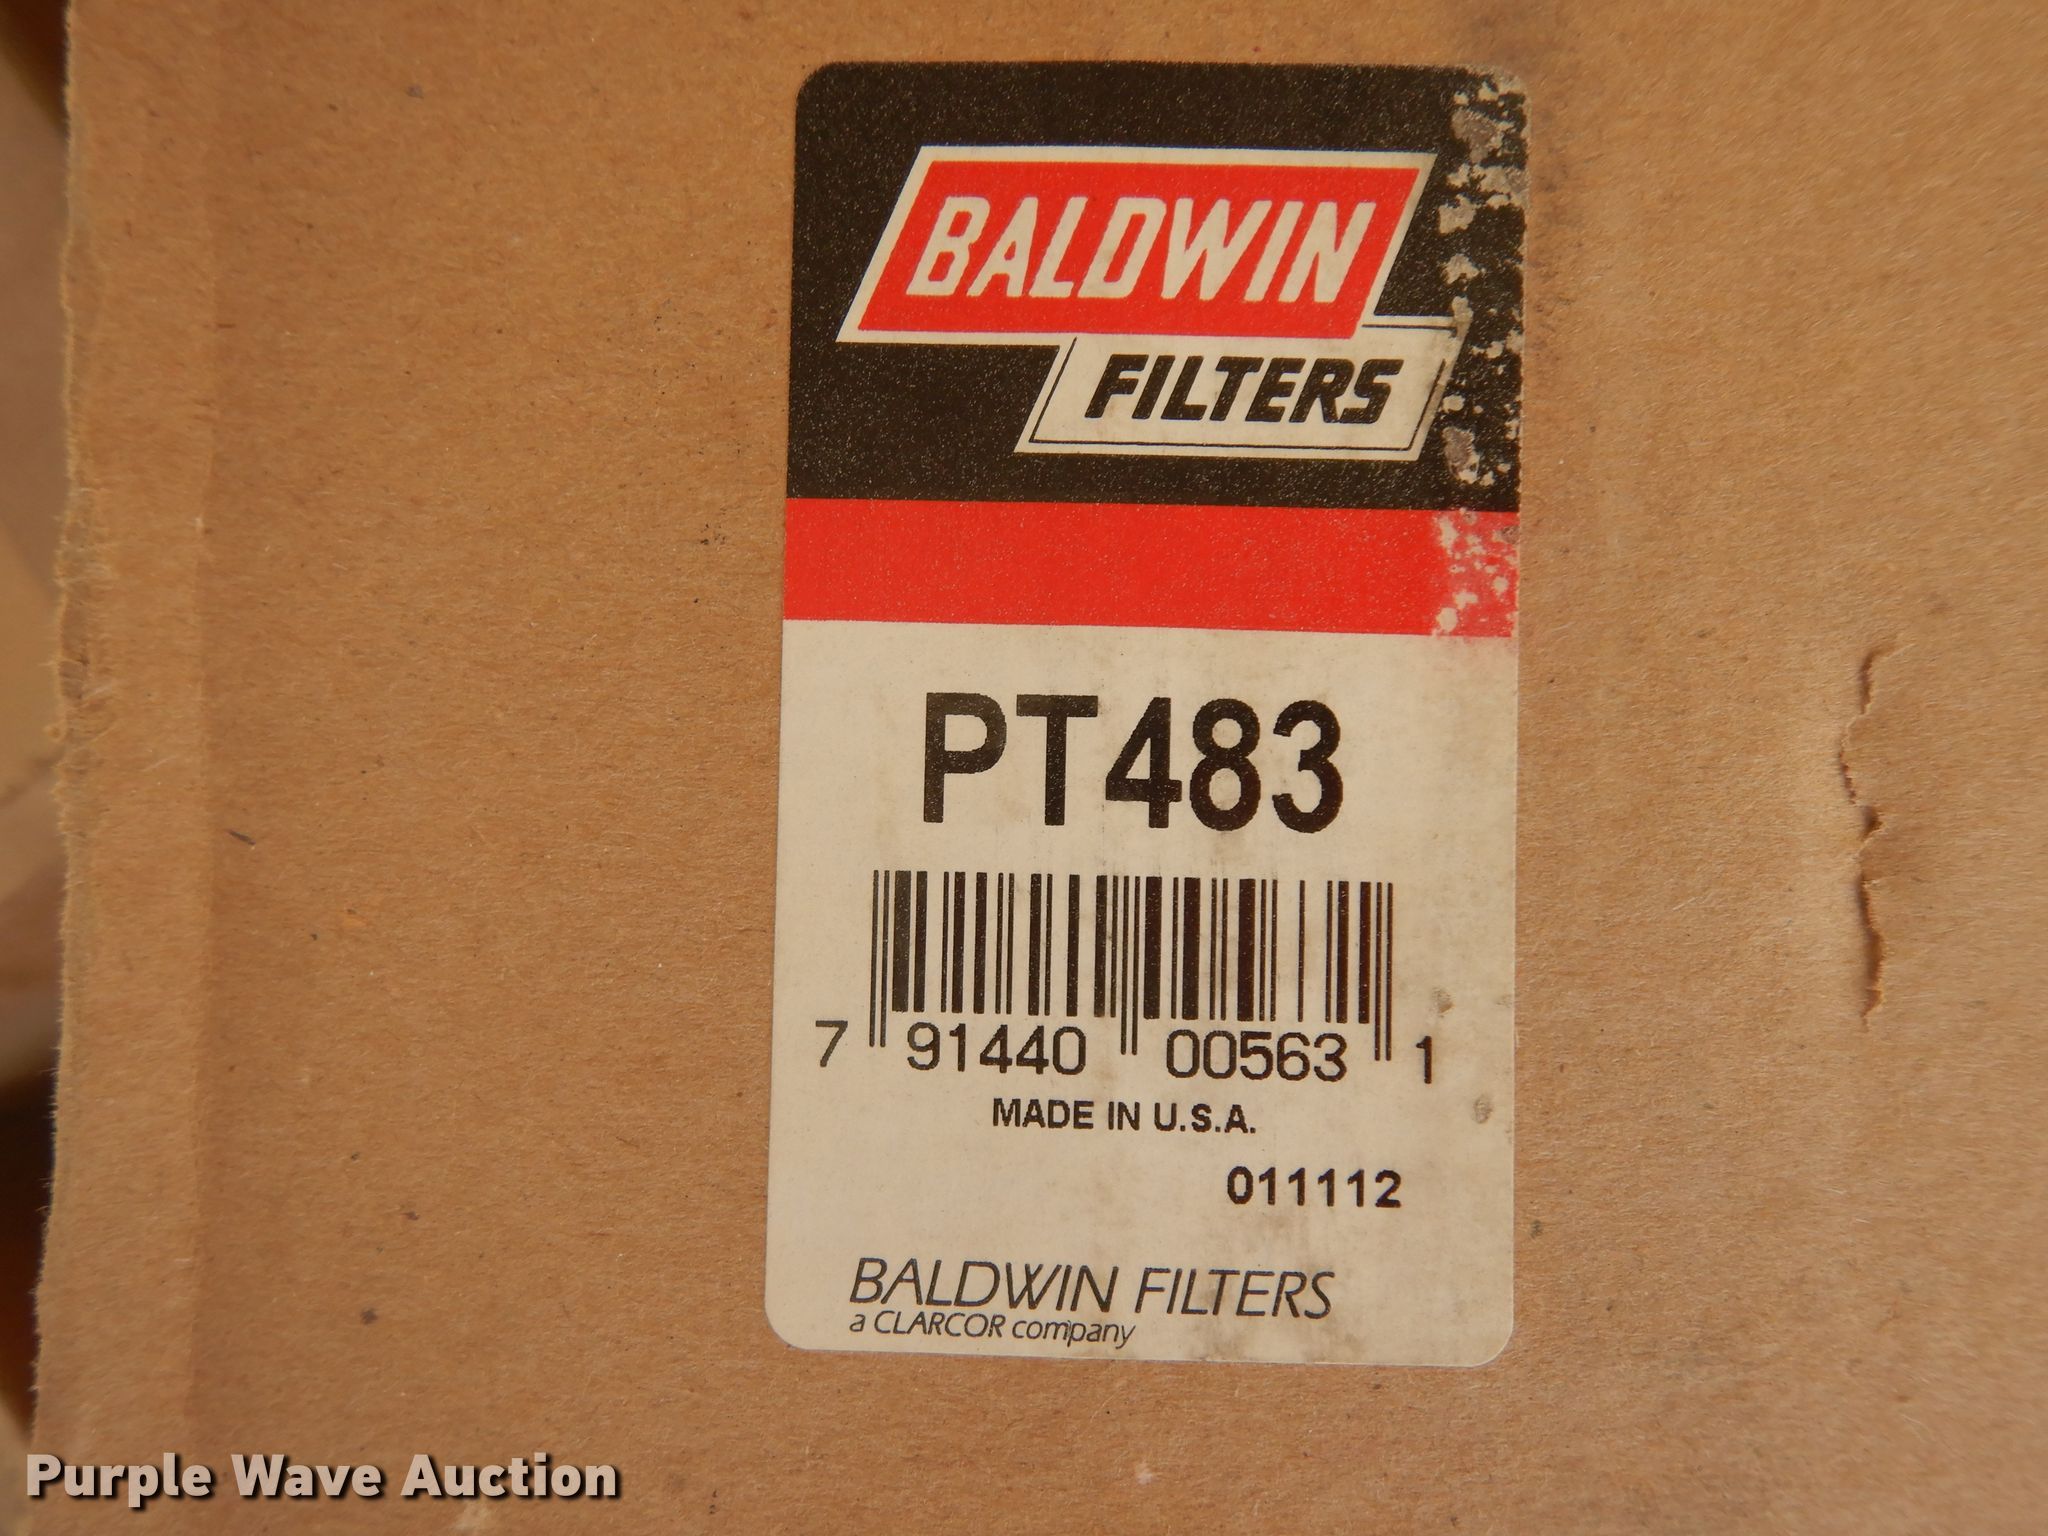 BALDWIN
FILTERS
PT483
7 91440 00563 1
MADE IN U.S.A.
011112
BALDWIN FILTERS
a CLARCOR company
Purple Wave Auction